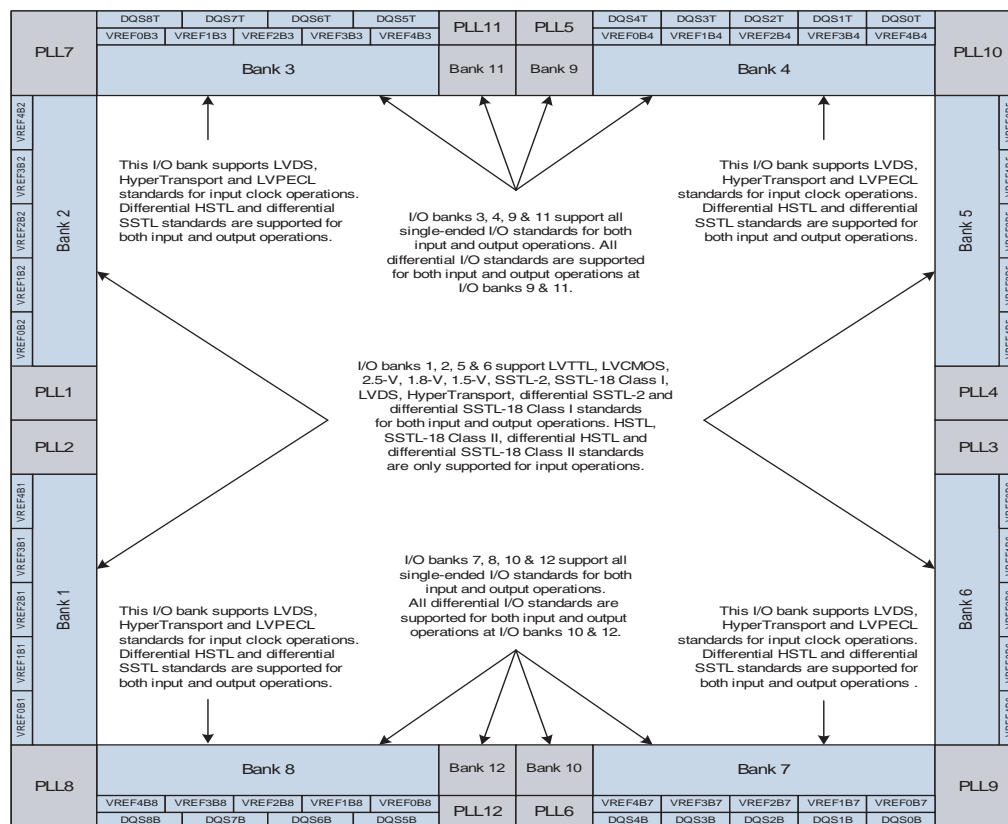 DQS8T DQS7T DQS6T DQS5T
PLL11 PLL5
DQS4T DQS3T DQS2T DQS1T DQS0T
PLL7
VREF0B3 VREF1B3 VREF2B3 VREF3B3 VREF4B3
VREF0B4 VREF1B4 VREF2B4 VREF3B4 VREF4B4
PLL10
Bank 3
Bank 11
Bank 9
Bank 4
VREF4B2
VREF3B2
VREF2B2
VREF1B2
VREF0B2
Bank 2
This I/O bank supports LVDS,
HyperTransport and LVPECL
standards for input clock operations.
Differential HSTL and differential
SSTL standards are supported for
both input and output operations.
I/O banks 3, 4, 9 & 11 support all
single-ended I/O standards for both
input and output operations. All
differential I/O standards are supported
for both input and output operations at
I/O banks 9 & 11.
This I/O bank supports LVDS,
HyperTransport and LVPECL
standards for input clock operations.
Differential HSTL and differential
SSTL standards are supported for
both input and output operations.
Bank 5
PLL1
PLL2
I/O banks 1, 2, 5 & 6 support LVTTL, LVCMOS,
2.5-V, 1.8-V, 1.5-V, SSTL-2, SSTL-18 Class I,
LVDS, HyperTransport, differential SSTL-2 and
differential SSTL-18 Class I standards
for both input and output operations. HSTL,
SSTL-18 Class II, differential HSTL and
differential SSTL-18 Class II standards
are only supported for input operations.
PLL4
PLL3
VREF4B1
VREF3B1
VREF2B1
VREF1B1
VREF0B1
Bank 1
This I/O bank supports LVDS,
HyperTransport and LVPECL
standards for input clock operations.
Differential HSTL and differential
SSTL standards are supported for
both input and output operations.
I/O banks 7, 8, 10 & 12 support all
single-ended I/O standards for both
input and output operations.
All differential I/O standards are
supported for both input and output
operations at I/O banks 10 & 12.
This I/O bank supports LVDS,
HyperTransport and LVPECL
standards for input clock operations.
Differential HSTL and differential
SSTL standards are supported for
both input and output operations .
Bank 6
PLL8
Bank 8
Bank 12
Bank 10
Bank 7
PLL9
VREF4B8 VREF3B8 VREF2B8 VREF1B8 VREF0B8
PLL12 PLL6
VREF4B7 VREF3B7 VREF2B7 VREF1B7 VREF0B7
DQS8B DQS7B DQS6B DQS5B
DQS4B DQS3B DQS2B DQS1B DQS0B